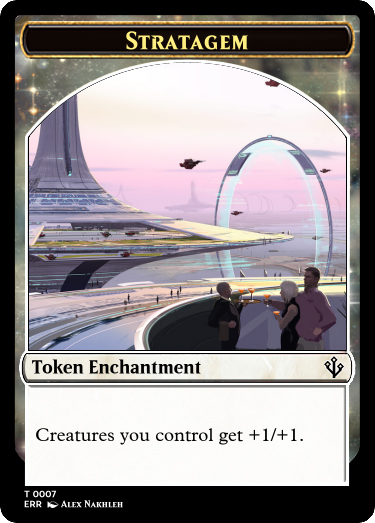 STRATAGEM
Token Enchantment
Creatures you control get +1/+1.
T 0007
ERR Alex Nakhleh